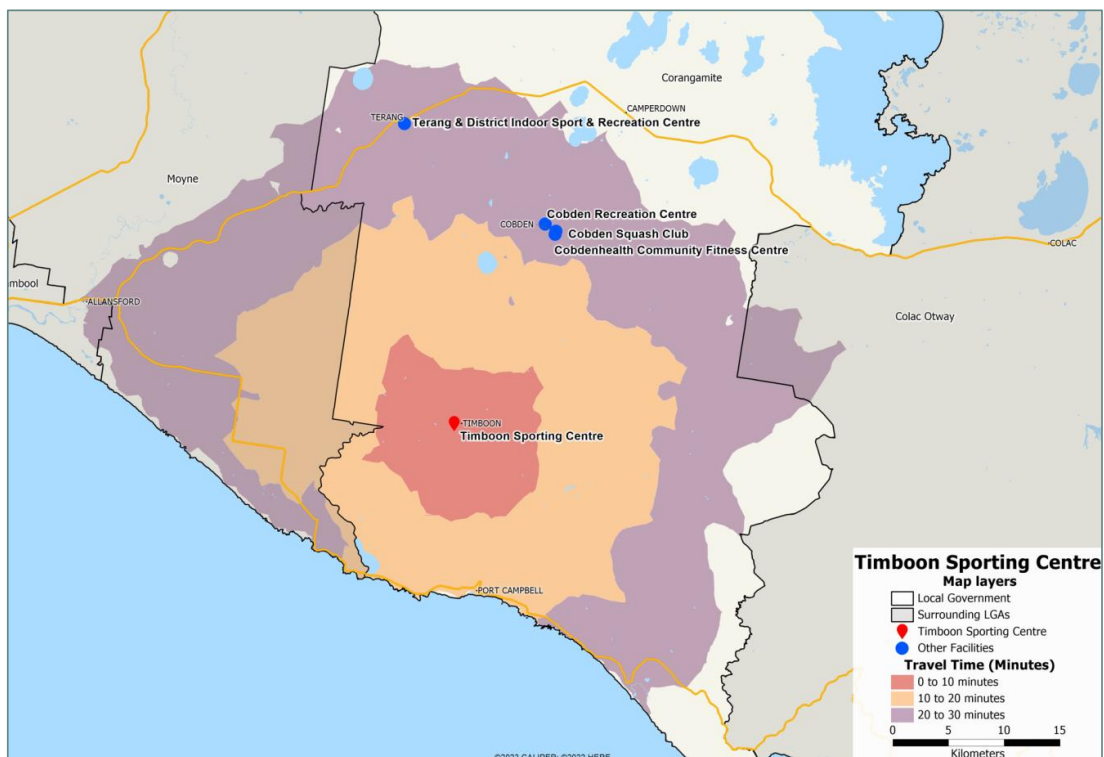 Corangamite
CAMPERDOWN
TERANG
Terang & District Indoor Sport & Recreation Centre
Moyne
Cobden Recreation Centre
COBDEN
Cobden Squash Club
Cobdenhealth Community Fitness Centre
COLAC
ambool
ALLANSFORD
Colac Otway
TIMBOON
Timboon Sporting Centre
PORT CAMPBELL
Timboon Sporting Centre
Map layers
Local Government
Surrounding LGAs
Timboon Sporting Centre
Other Facilities
Travel Time (Minutes)
0 to 10 minutes
10 to 20 minutes
20 to 30 minutes
0 5 10 15
Kilometers